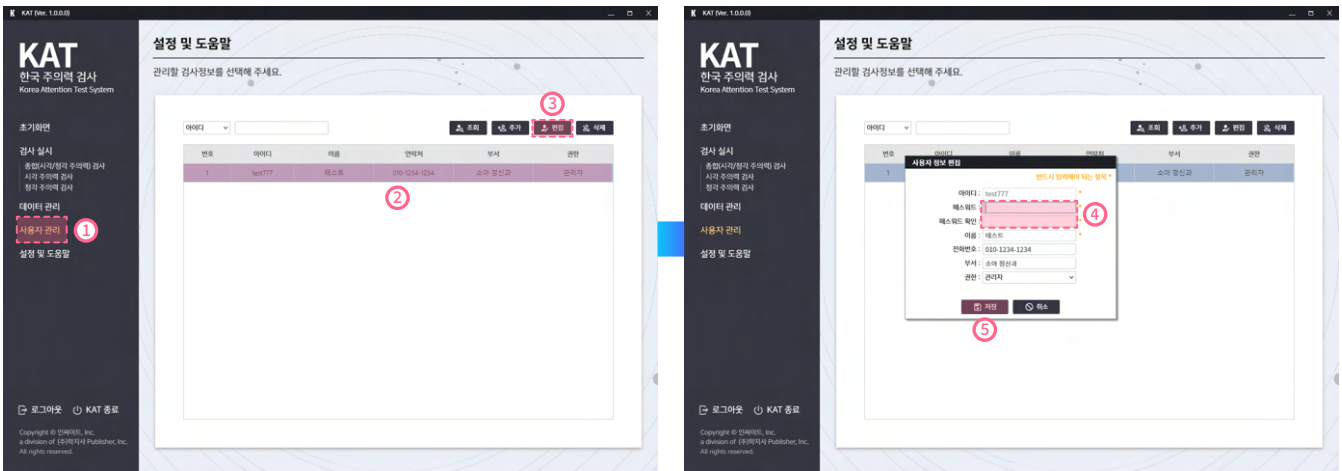 KAT (Ver. 1.0.0.0)
KAT
한국 주의력 검사
Korea Attention Test System
초기화면
검사 실시
종합(시각/청각 주의력) 검사
시각 주의력 검사
청각 주의력 검사
데이터 관리
사용자 관리
①
설정 및 도움말
로그아웃 KAT 종료
Copyright © 인싸이트, Inc.
a division of (주)학지사 Publisher, Inc.
All rights reserved.
설정 및 도움말
관리할 검사정보를 선택해 주세요.
③
아이디 조회 추가 편집 삭제
번호 아이디 이름 연락처 부서 권한
1 test777 테스트 010-1234-1234 소아 정신과 관리자
②
KAT (Ver. 1.0.0.0)
KAT
한국 주의력 검사
Korea Attention Test System
초기화면
검사 실시
종합(시각/청각 주의력) 검사
시각 주의력 검사
청각 주의력 검사
데이터 관리
사용자 관리
설정 및 도움말
로그아웃 KAT 종료
Copyright © 인싸이트, Inc.
a division of (주)학지사 Publisher, Inc.
All rights reserved.
설정 및 도움말
관리할 검사정보를 선택해 주세요.
아이디 조회 추가 편집 삭제
번호 아이디 이름 연락처 부서 권한
1 소아 정신과 관리자
사용자 정보 편집
반드시 입력해야 되는 항목 *
아이디 : test777 *
패스워드 : *
패스워드 확인 : *
④
이름 : 테스트 *
전화번호 : 010-1234-1234
부서 : 소아 정신과
권한 : 관리자
저장 취소
⑤